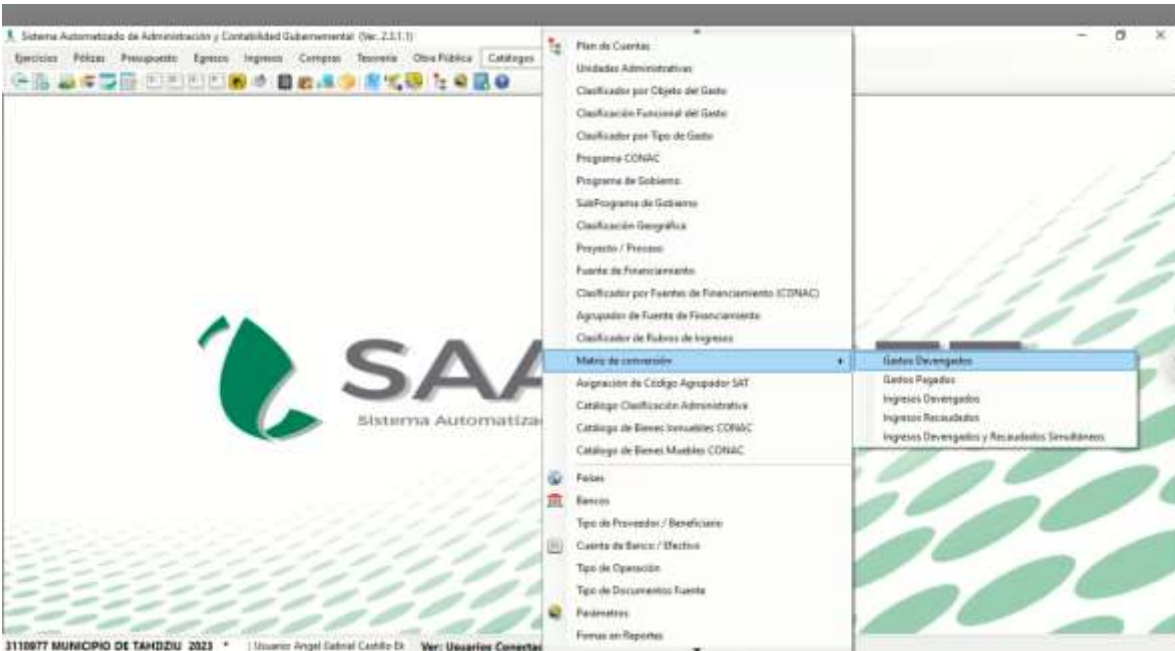 Sistema Automatizado de Administración y Contabilidad Gubernamental (Ver. 2.3.1.1)
Ejercicios Pólizas Presupuesto Egresos Ingresos Compras Tesorería Obra Pública Catálogos
Plan de Cuentas
Unidades Administrativas
Clasificador por Objeto del Gasto
Clasificación Funcional del Gasto
Clasificador por Tipo de Gasto
Programa CONAC
Programa de Gobierno
SubPrograma de Gobierno
Clasificación Geográfica
Proyecto / Proceso
Fuente de Financiamiento
Clasificador por Fuentes de Financiamiento (CONAC)
Agrupador de Fuente de Financiamiento
Clasificador de Rubros de Ingresos
Matriz de conversión
Asignación de Código Agrupador SAT
Catálogo Clasificación Administrativa
Catálogo de Bienes Inmuebles CONAC
Catálogo de Bienes Muebles CONAC
Países
Bancos
Tipo de Proveedor / Beneficiario
Cuenta de Banco / Efectivo
Tipo de Operación
Tipo de Documentos Fuente
Parámetros
Firmas en Reportes
Gastos Devengados
Gastos Pagados
Ingresos Devengados
Ingresos Recaudados
Ingresos Devengados y Recaudados Simultáneos
SAA
Sistema Automatiza
3110977 MUNICIPIO DE TAHDZIU 2023 * | Usuario: Angel Gabriel Castillo Ek Ver: Usuarios Conectad